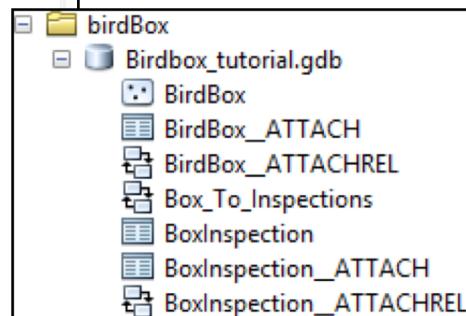 birdBox
Birdbox_tutorial.gdb
BirdBox
BirdBox__ATTACH
BirdBox__ATTACHREL
Box_To_Inspections
BoxInspection
BoxInspection__ATTACH
BoxInspection__ATTACHREL